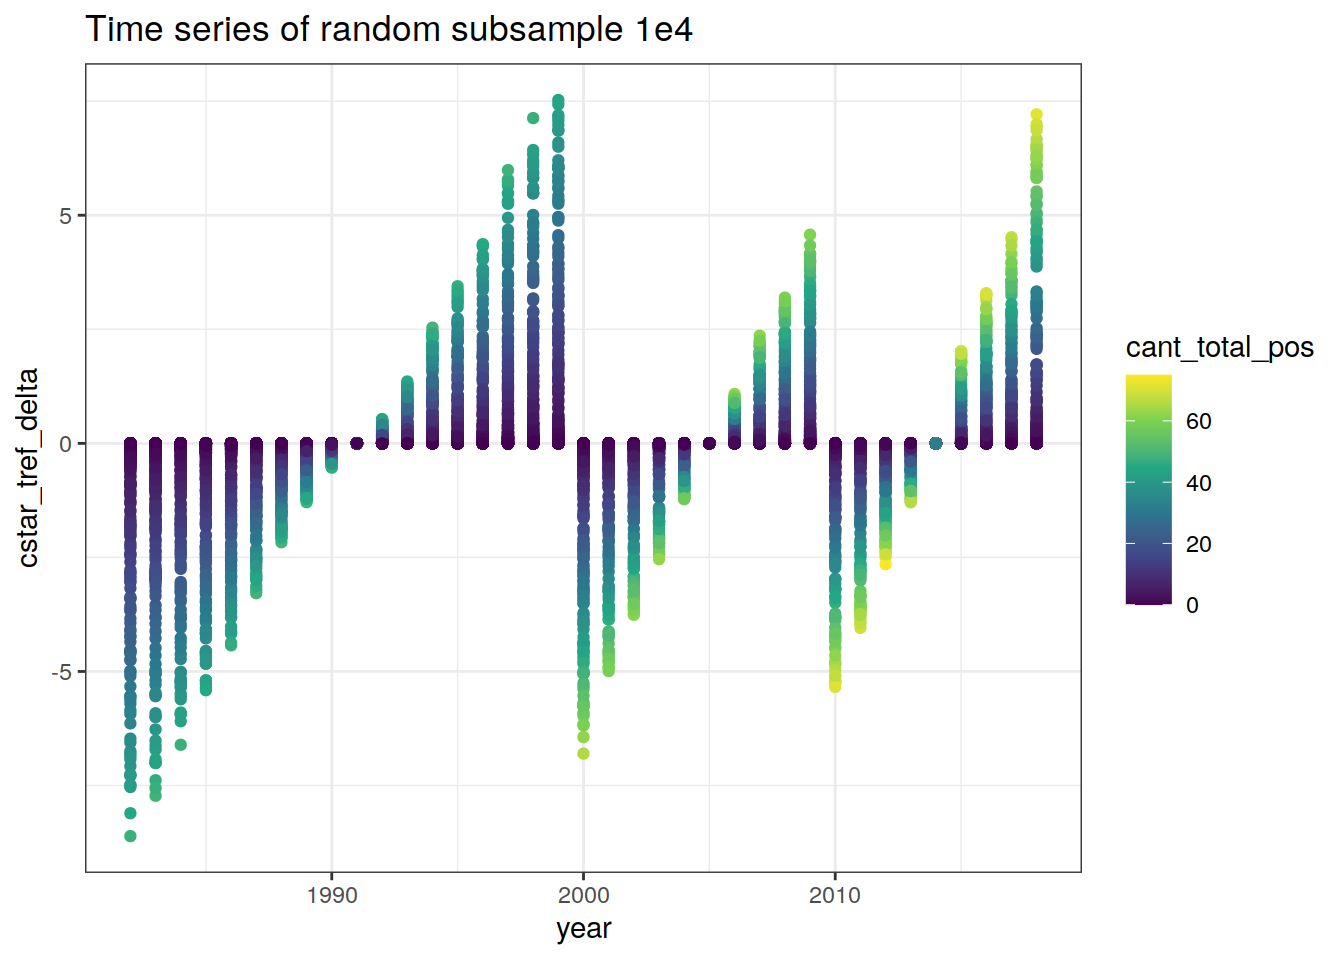 Time series of random subsample 1e4
cstar_tref_delta
5
0
-5
1990
2000
2010
year
cant_total_pos
60
40
20
0